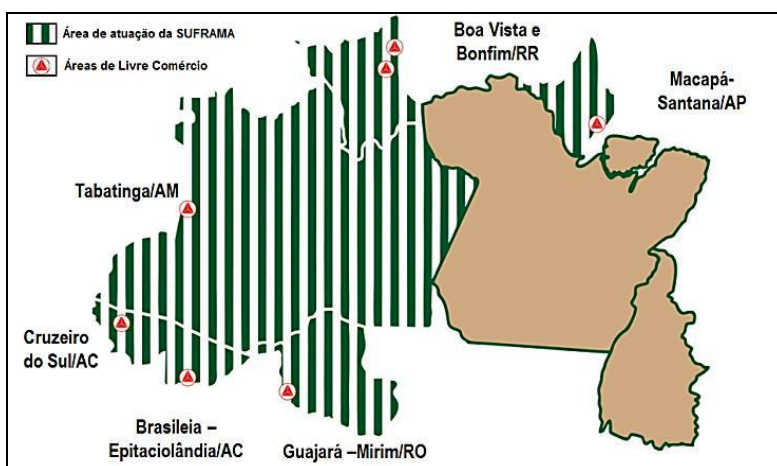 Área de atuação da SUFRAMA
Áreas de Livre Comércio
Boa Vista e
Bonfim/RR
Macapá-
Santana/AP
Tabatinga/AM
Cruzeiro
do Sul/AC
Brasileia –
Epitaciolândia/AC
Guajará –Mirim/RO